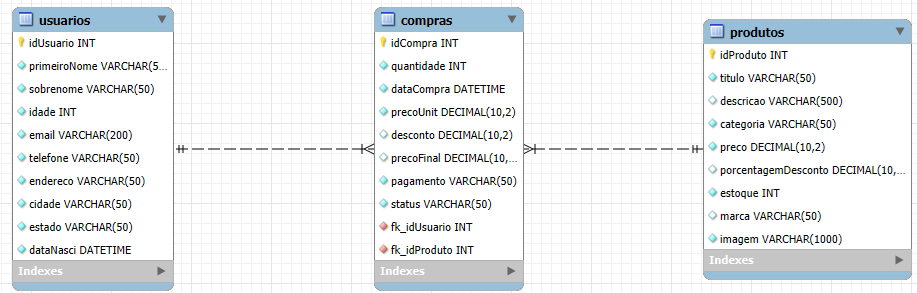 usuarios
idUsuario INT
primeiroNome VARCHAR(5...
sobrenome VARCHAR(50)
idade INT
email VARCHAR(200)
telefone VARCHAR(50)
endereco VARCHAR(50)
cidade VARCHAR(50)
estado VARCHAR(50)
dataNasci DATETIME
Indexes
compras
idCompra INT
quantidade INT
dataCompra DATETIME
precoUnit DECIMAL(10,2)
desconto DECIMAL(10,2)
precoFinal DECIMAL(10,...
pagamento VARCHAR(50)
status VARCHAR(50)
fk_idUsuario INT
fk_idProduto INT
Indexes
produtos
idProduto INT
titulo VARCHAR(50)
descricao VARCHAR(500)
categoria VARCHAR(50)
preco DECIMAL(10,2)
porcentagemDesconto DECIMAL(10,...
estoque INT
marca VARCHAR(50)
imagem VARCHAR(1000)
Indexes